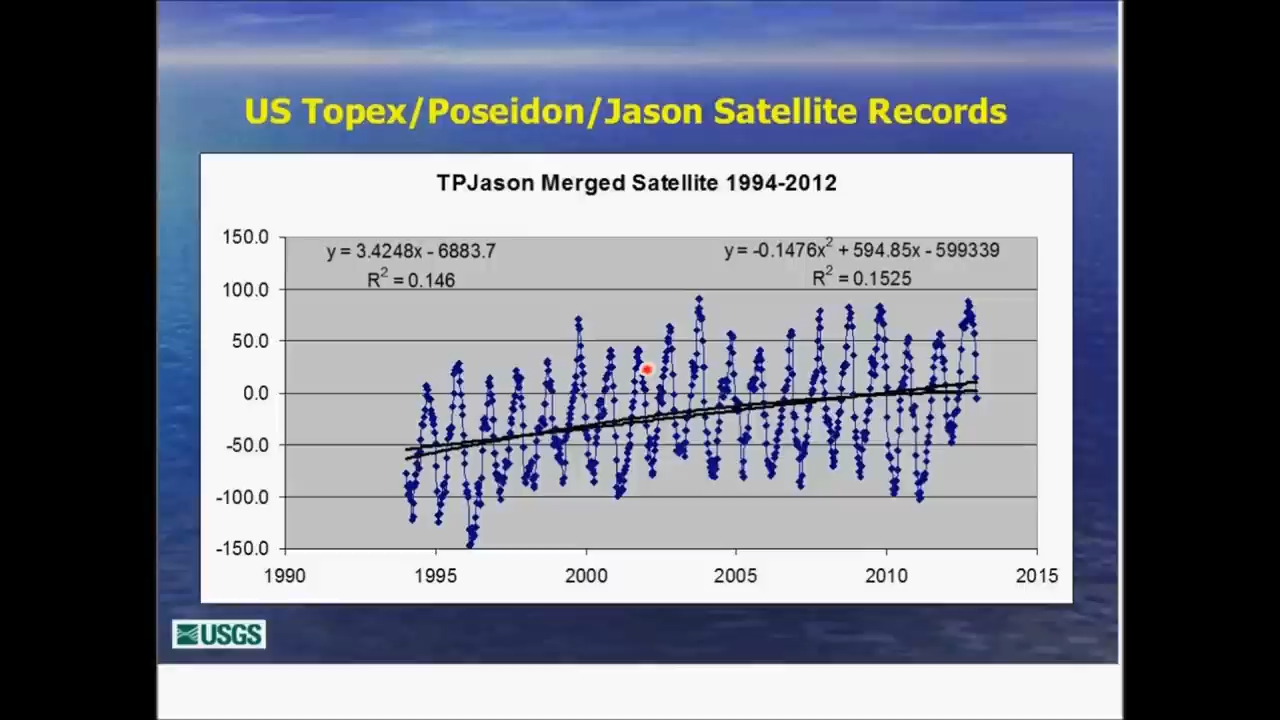 US Topex/Poseidon/Jason Satellite Records
TPJason Merged Satellite 1994-2012
y = 3.4248x - 6883.7
R² = 0.146
y = -0.1476x² + 594.85x - 599339
R² = 0.1525
150.0
100.0
50.0
0.0
-50.0
-100.0
-150.0
1990 1995 2000 2005 2010 2015
USGS